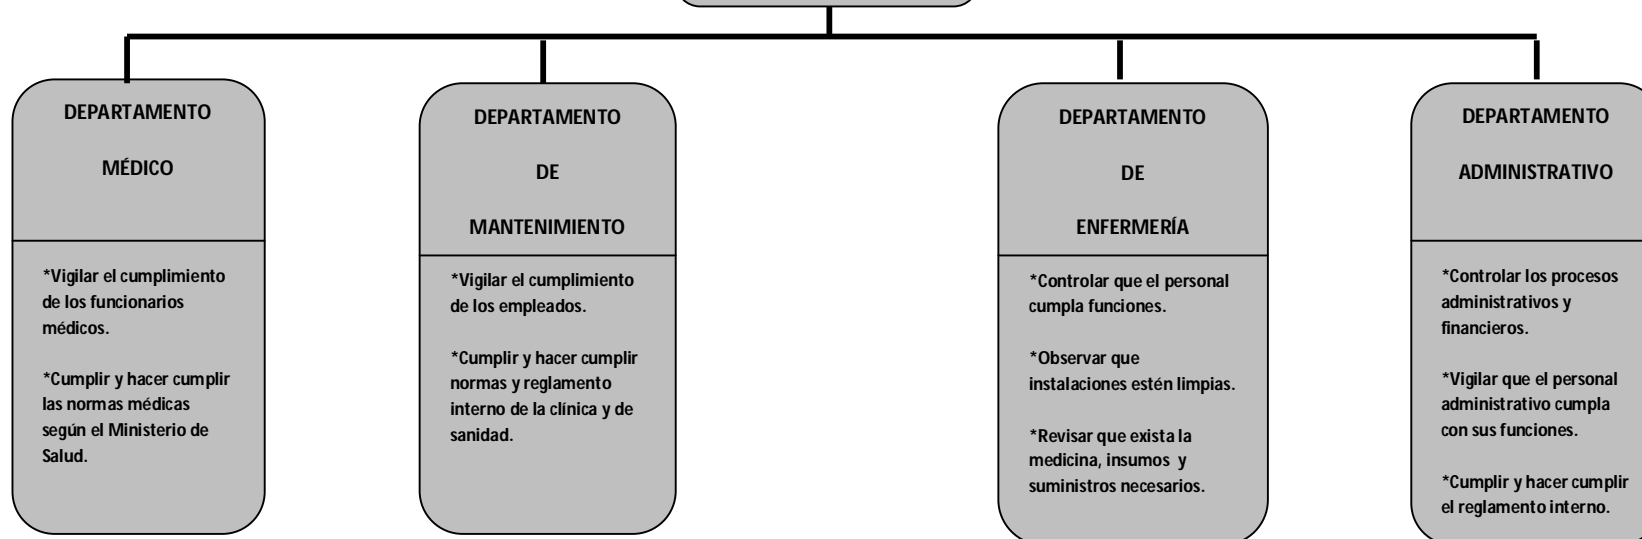 DEPARTAMENTO
MÉDICO
*Vigilar el cumplimiento
de los funcionarios
médicos.
*Cumplir y hacer cumplir
las normas médicas
según el Ministerio de
Salud.
DEPARTAMENTO
DE
MANTENIMIENTO
*Vigilar el cumplimiento
de los empleados.
*Cumplir y hacer cumplir
normas y reglamento
interno de la clínica y de
sanidad.
DEPARTAMENTO
DE
ENFERMERÍA
*Controlar que el personal
cumpla funciones.
*Observar que
instalaciones estén limpias.
*Revisar que exista la
medicina, insumos y
suministros necesarios.
DEPARTAMENTO
ADMINISTRATIVO
*Controlar los procesos
administrativos y
financieros.
*Vigilar que el personal
administrativo cumpla
con sus funciones.
*Cumplir y hacer cumplir
el reglamento interno.